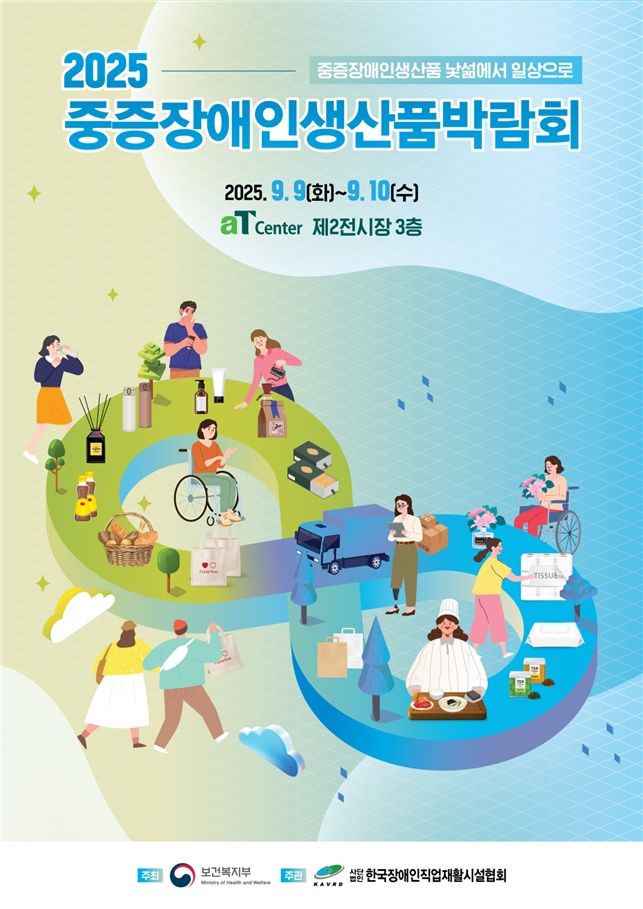 2025
중증장애인생산품 낯섦에서 일상으로
중증장애인생산품박람회
2025. 9. 9(화)~9. 10(수)
aT Center 제2전시장 3층
I Love You!
I Love You!
TISSUE
TEA
TEA
주최 보건복지부 Ministry of Health and Welfare 주관 KAVRD 사단법인 한국장애인직업재활시설협회